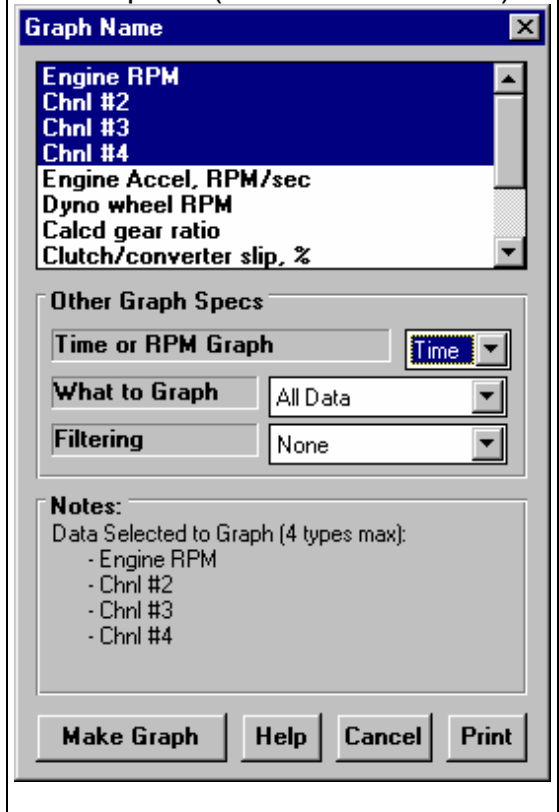 Graph Name
Engine RPM
Chnl #2
Chnl #3
Chnl #4
Engine Accel, RPM/sec
Dyno wheel RPM
Calcd gear ratio
Clutch/converter slip, %
Other Graph Specs
Time or RPM Graph Time
What to Graph All Data
Filtering None
Notes:
Data Selected to Graph (4 types max):
- Engine RPM
- Chnl #2
- Chnl #3
- Chnl #4
Make Graph Help Cancel Print